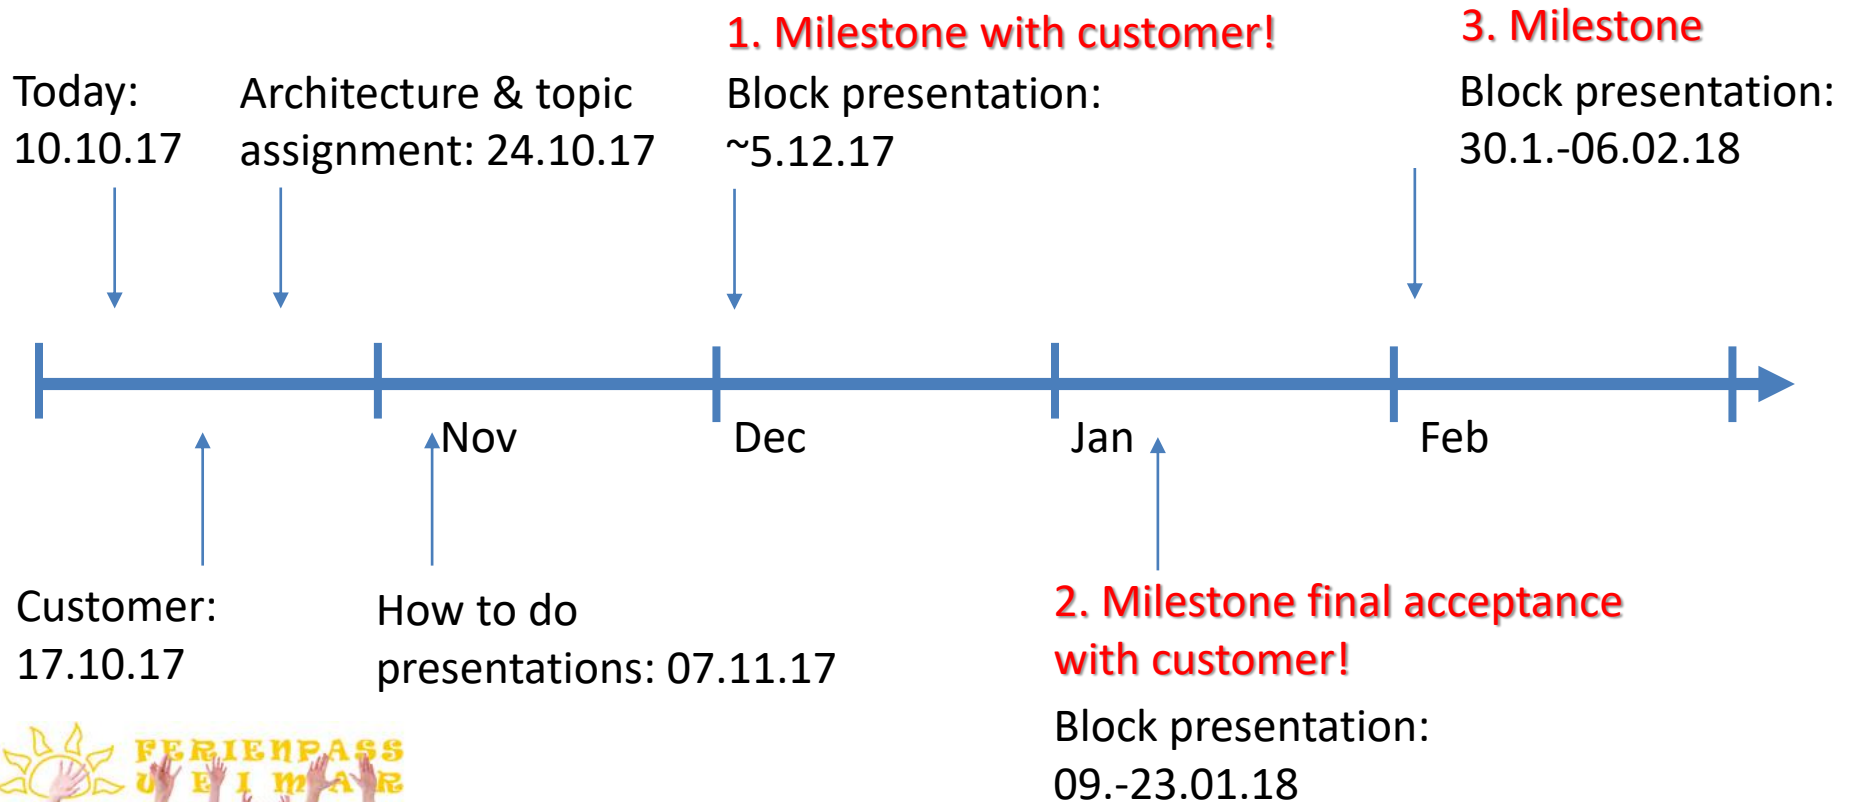 1. Milestone with customer!
3. Milestone
Today:
10.10.17
Architecture & topic
assignment: 24.10.17
Block presentation:
~5.12.17
Block presentation:
30.1.-06.02.18
Nov
Dec
Jan
Feb
Customer:
17.10.17
How to do
presentations: 07.11.17
2. Milestone final acceptance
with customer!
Block presentation:
09.-23.01.18
FERIENPASS
WEIMAR